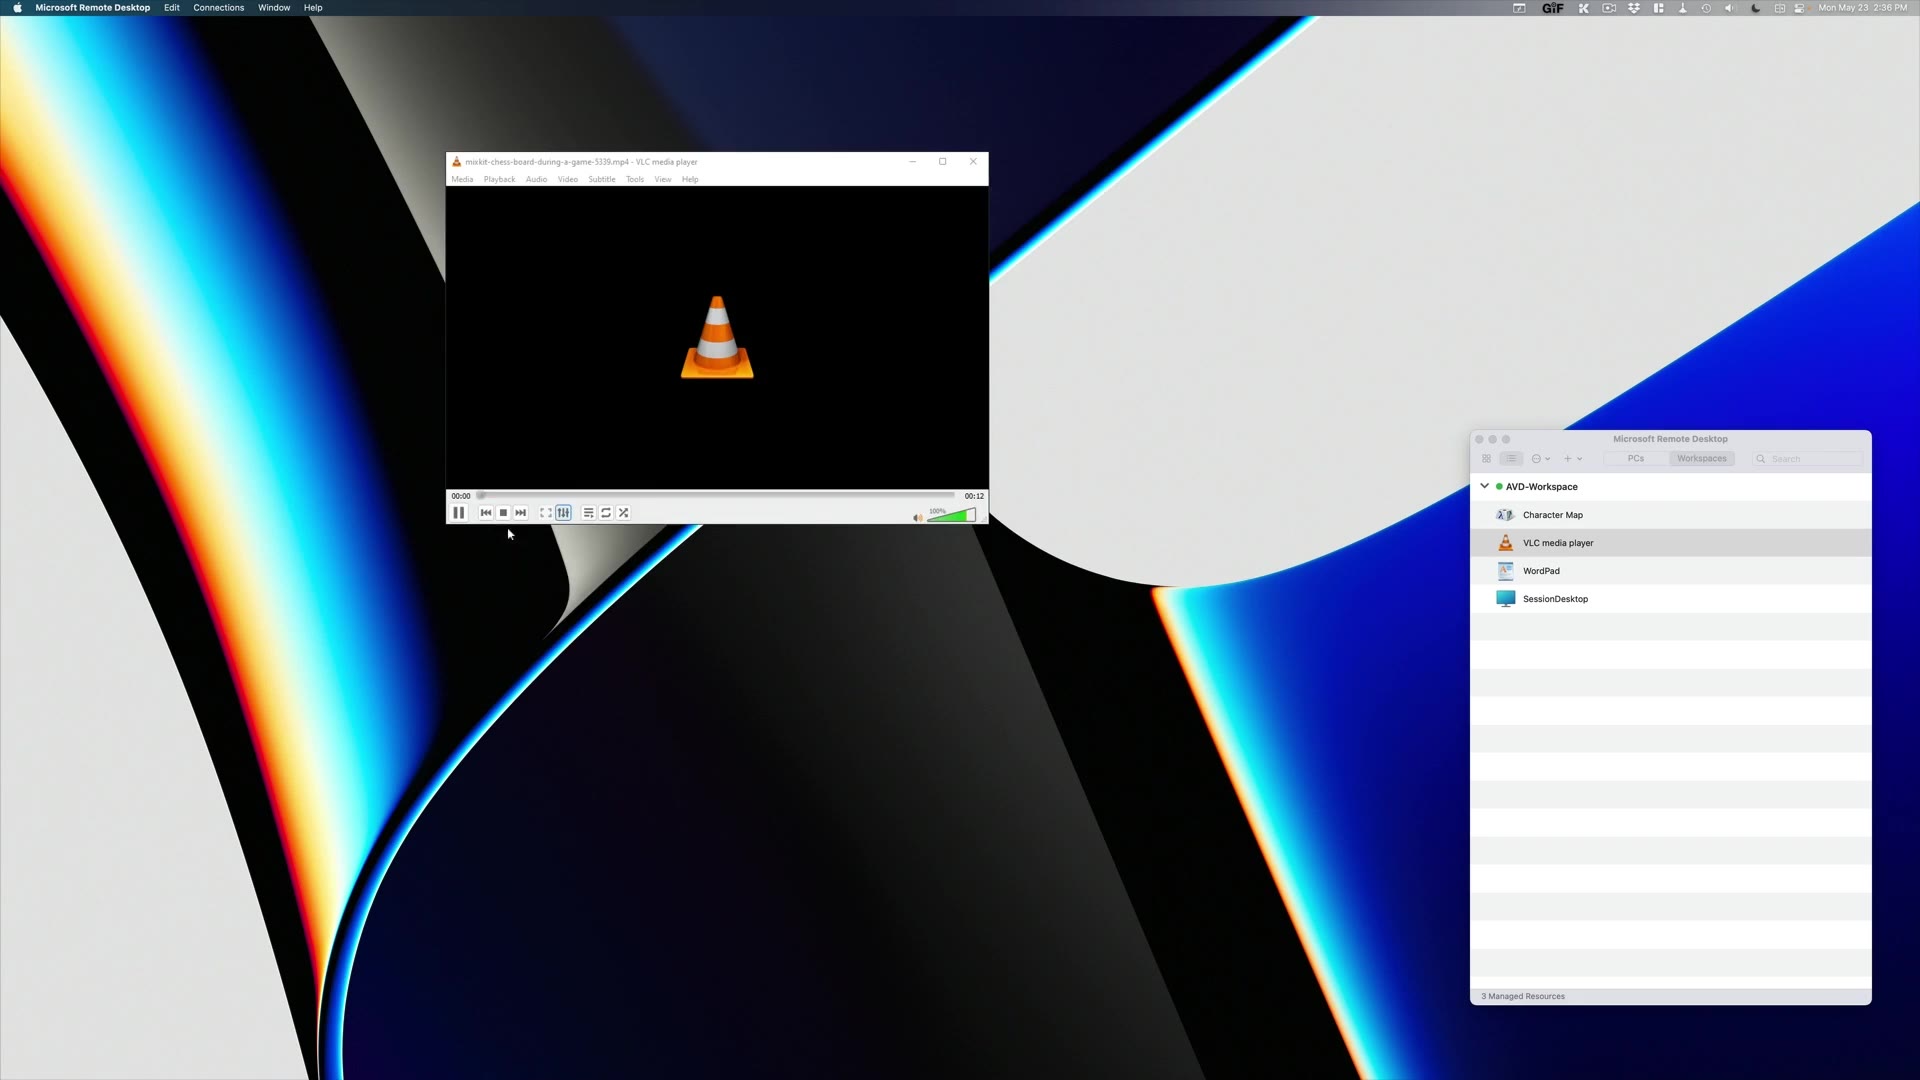 Microsoft Remote Desktop Edit Connections Window Help GIF Mon May 23 2:36 PM
mixkit-chess-board-during-a-game-5339.mp4 - VLC media player
Media Playback Audio Video Subtitle Tools View Help
00:00 00:12
100%
Microsoft Remote Desktop
PCs Workspaces Search
AVD-Workspace
Character Map
VLC media player
WordPad
SessionDesktop
3 Managed Resources